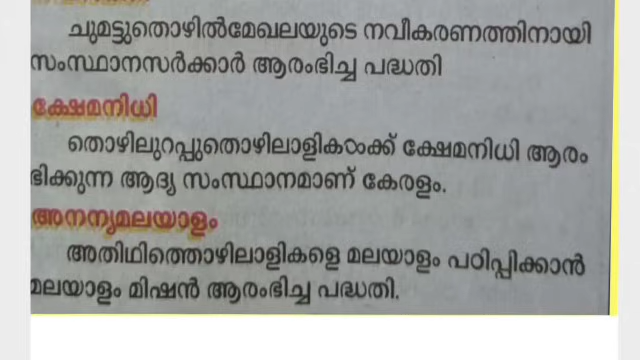 ചുമട്ടുതൊഴിൽമേഖലയുടെ നവീകരണത്തിനായി
സംസ്ഥാനസർക്കാർ ആരംഭിച്ച പദ്ധതി
ക്ഷേമനിധി
തൊഴിലുറപ്പുതൊഴിലാളികൾക്ക് ക്ഷേമനിധി ആരം
ഭിക്കുന്ന ആദ്യ സംസ്ഥാനമാണ് കേരളം.
അനന്യമലയാളം
അതിഥിത്തൊഴിലാളികളെ മലയാളം പഠിപ്പിക്കാൻ
മലയാളം മിഷൻ ആരംഭിച്ച പദ്ധതി.